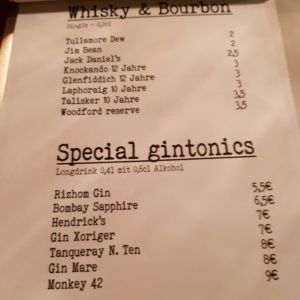 Whisky & Bourbon
Single - 0,2cl
Tullamore Dew 2
Jim Bean 2
Jack Daniel's 2,5
Knockando 12 Jahre 3
Glenfiddich 12 Jahre 3
Laphoraig 10 Jahre 3
Talisker 10 Jahre 3,5
Woodford reserve 3,5
Special gintonics
Longdrink 0,4l mit 0,6cl Alkohol
Rizhom Gin 5,5€
Bombay Sapphire 6,5€
Hendrick's 7€
Gin Xoriger 7€
Tanqueray N. Ten 8€
Gin Mare 8€
Monkey 42 9€